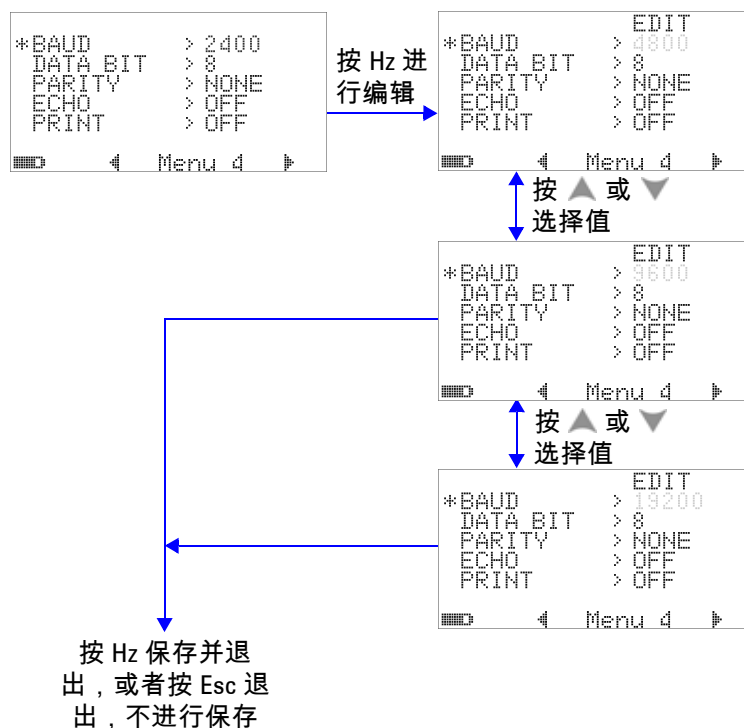 *BAUD > 2400
DATA BIT > 8
PARITY > NONE
ECHO > OFF
PRINT > OFF
Menu 4
按 Hz 进
行编辑
EDIT
*BAUD > 4800
DATA BIT > 8
PARITY > NONE
ECHO > OFF
PRINT > OFF
Menu 4
按 ▲ 或 ▼
选择值
EDIT
*BAUD > 9600
DATA BIT > 8
PARITY > NONE
ECHO > OFF
PRINT > OFF
Menu 4
按 ▲ 或 ▼
选择值
EDIT
*BAUD > 19200
DATA BIT > 8
PARITY > NONE
ECHO > OFF
PRINT > OFF
Menu 4
按 Hz 保存并退
出，或者按 Esc 退
出，不进行保存